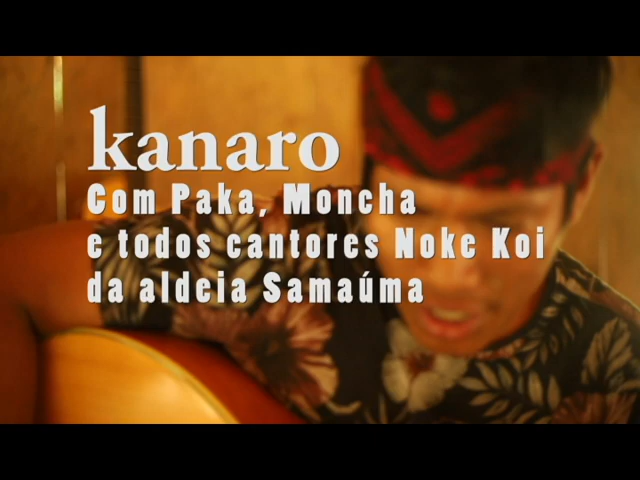 kanaro
Com Paka, Moncha
e todos cantores Noke Koi
da aldeia Samaúma